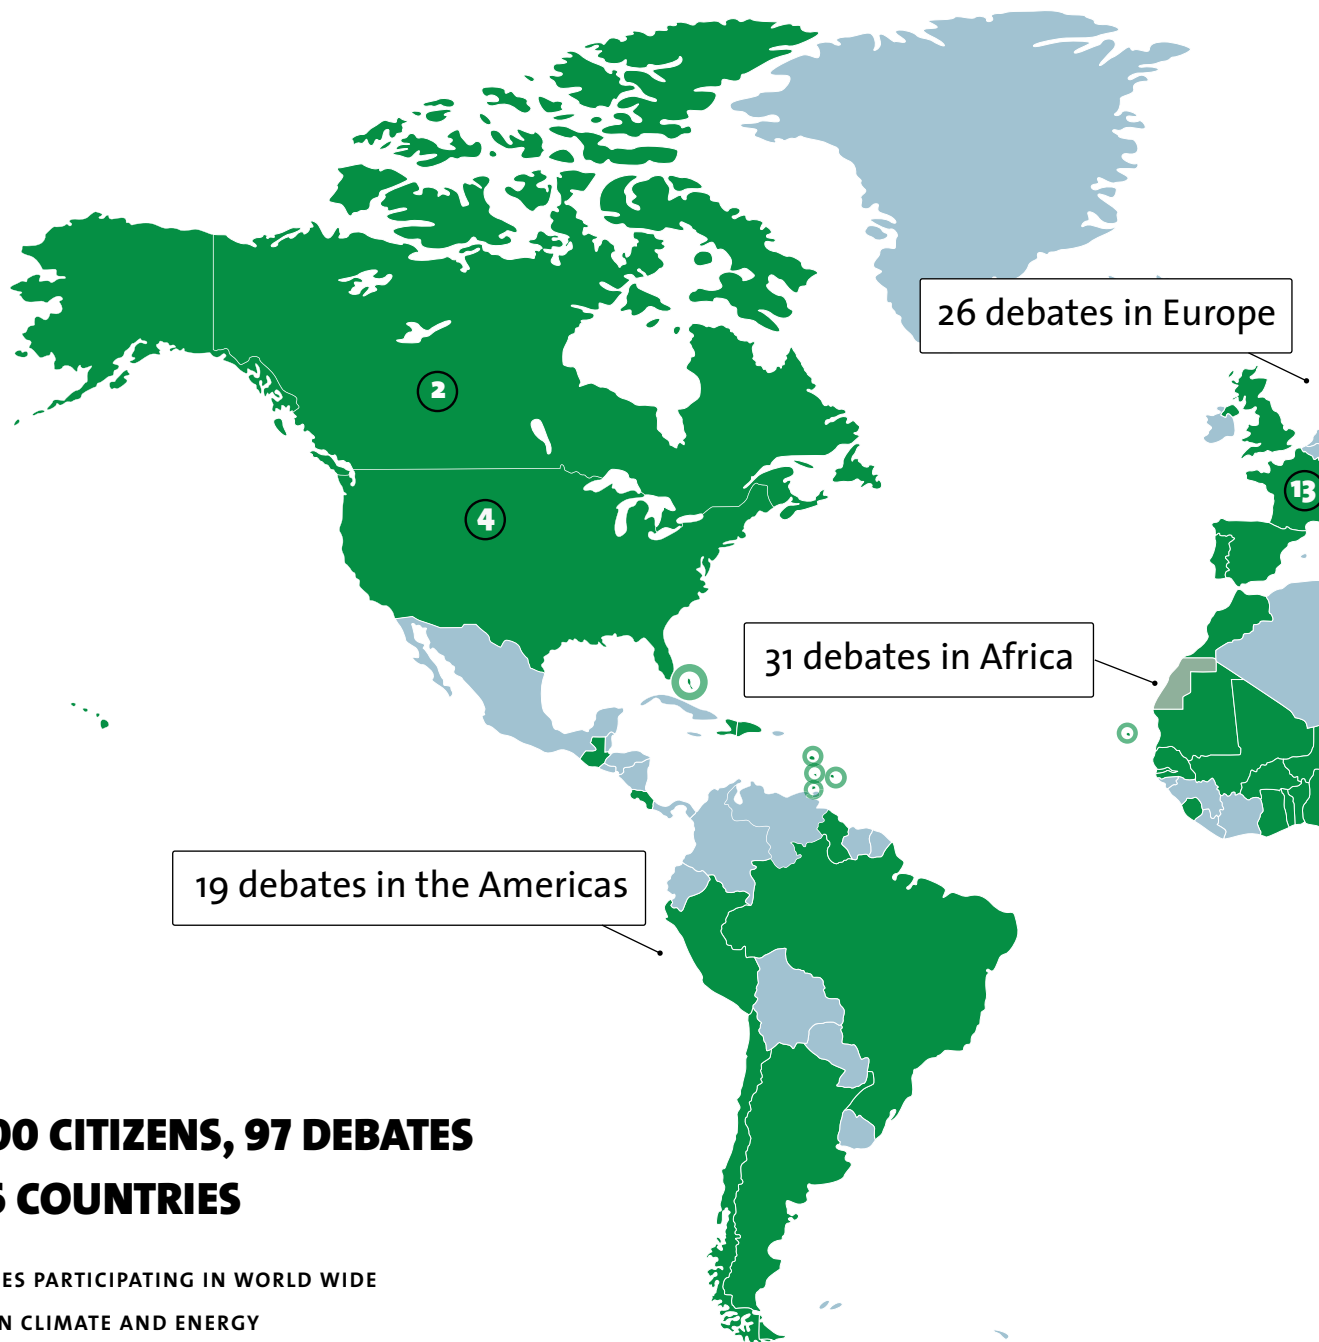 26 debates in Europe
2
13
4
31 debates in Africa
19 debates in the Americas
00 CITIZENS, 97 DEBATES
COUNTRIES
ES PARTICIPATING IN WORLD WIDE
N CLIMATE AND ENERGY